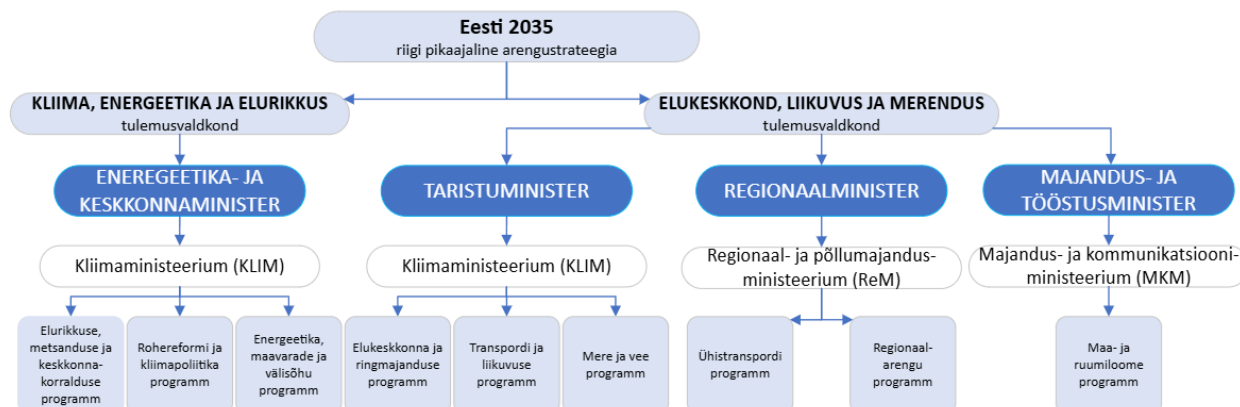 Eesti 2035
riigi pikaajaline arengustrateegia
KLIIMA, ENERGEETIKA JA ELURIKKUS
tulemusvaldkond
ELUKESKKOND, LIIKUVUS JA MERENDUS
tulemusvaldkond
ENEREGEETIKA- JA
KESKKONNAMINISTER
TARISTUMINISTER
REGIONAALMINISTER
MAJANDUS- JA
TÖÖSTUSMINISTER
Kliimaministeerium (KLIM)
Kliimaministeerium (KLIM)
Regionaal- ja põllumajandus-
ministeerium (ReM)
Majandus- ja kommunikatsiooni-
ministeerium (MKM)
Elurikkuse,
metsanduse ja
keskkonna-
korralduse
programm
Rohereformi ja
kliimapoliitika
programm
Energeetika,
maavarade ja
välisõhu
programm
Elukeskkonna ja
ringmajanduse
programm
Transpordi ja
liikuvuse
programm
Mere ja vee
programm
Ühistranspordi
programm
Regionaal-
arengu
programm
Maa- ja
ruumiloome
programm